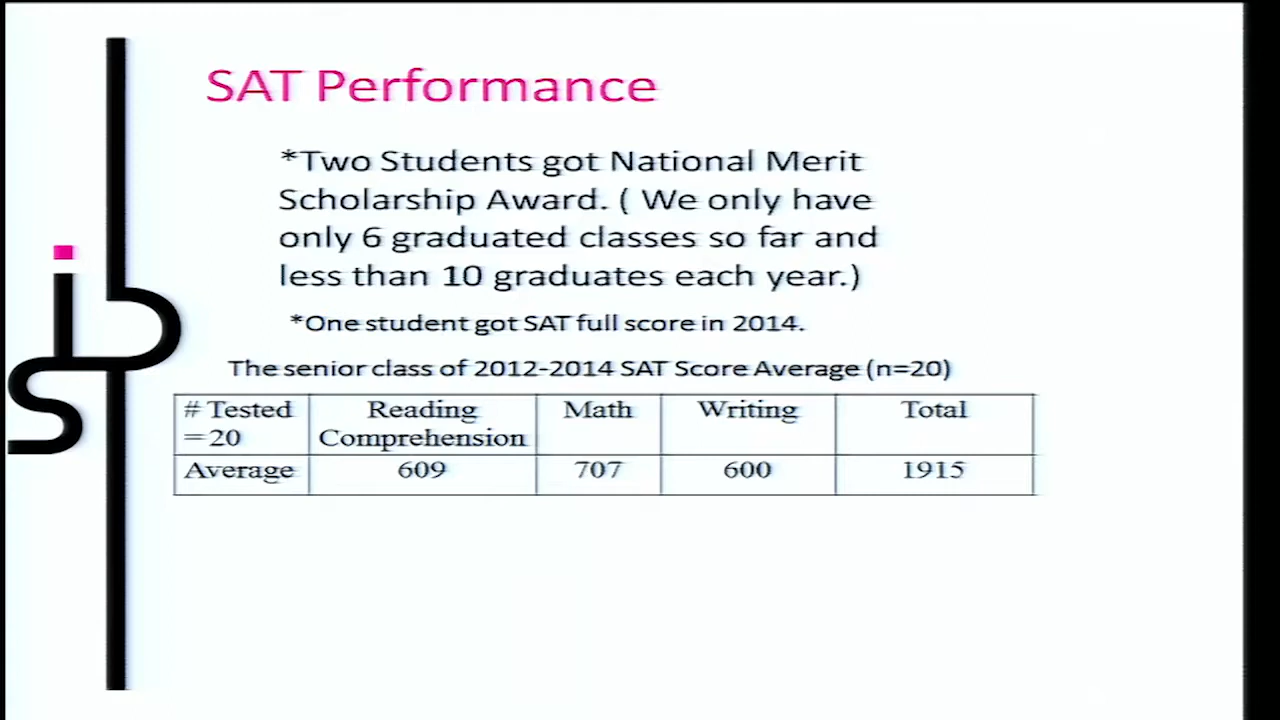 SAT Performance
*Two Students got National Merit
Scholarship Award. ( We only have
only 6 graduated classes so far and
less than 10 graduates each year.)
*One student got SAT full score in 2014.
The senior class of 2012-2014 SAT Score Average (n=20)
# Tested Reading Math Writing Total
=20 Comprehension
Average 609 707 600 1915
iDS